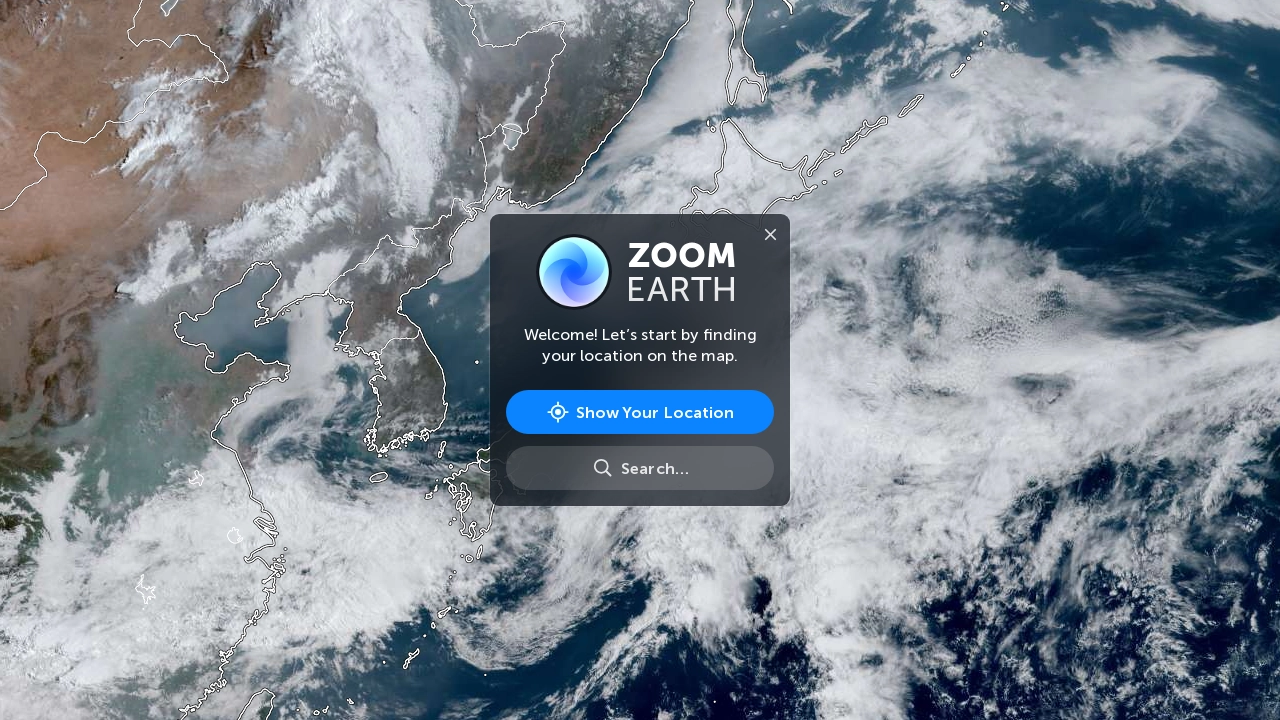 ZOOM
EARTH
Welcome! Let’s start by finding
your location on the map.
Show Your Location
Search…